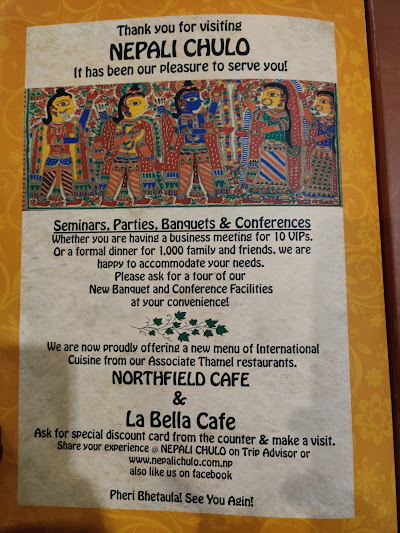 Thank you for visiting
NEPALI CHULO
It has been our pleasure to serve you!
Seminars, Parties, Banquets & Conferences
Whether you are having a business meeting for 10 VIPs.
Or a formal dinner for 1,000 family and friends, we are
happy to accommodate your needs.
Please ask for a tour of our
New Banquet and Conference Facilities
at your convenience!
We are now proudly offering a new menu of International
Cuisine from our Associate Thamel restaurants.
NORTHFIELD CAFE
&
La Bella Cafe
Ask for special discount card from the counter & make a visit.
Share your experience @ NEPALI CHULO on Trip Advisor or
www.nepalichulo.com.np
also like us on facebook
Pheri Bhetaula! See You Agin!